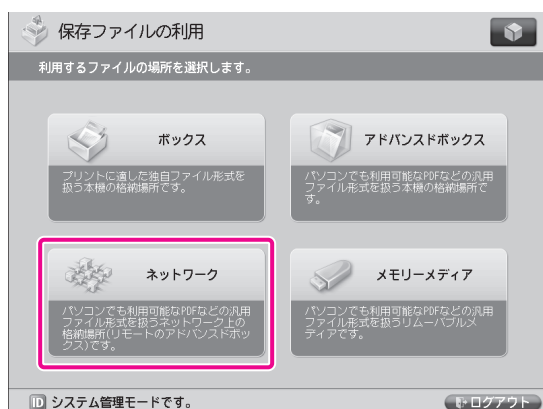 保存ファイルの利用
利用するファイルの場所を選択します。
ボックス
プリントに適した独自ファイル形式を
扱う本機の格納場所です。
アドバンスドボックス
パソコンでも利用可能なPDFなどの汎用
ファイル形式を扱う本機の格納場所で
す。
ネットワーク
パソコンでも利用可能なPDFなどの汎用
ファイル形式を扱うネットワーク上の
格納場所(リモートのアドバンスドボッ
クス)です。
メモリーメディア
パソコンでも利用可能なPDFなどの汎用
ファイル形式を扱うリムーバブルメ
ディアです。
ID システム管理モードです。
ログアウト